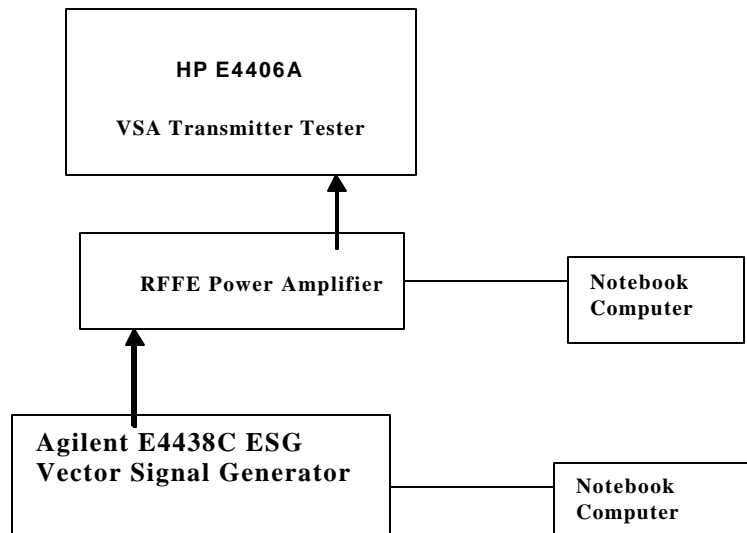 HP E4406A
VSA Transmitter Tester
RFFE Power Amplifier
Notebook
Computer
Agilent E4438C ESG
Vector Signal Generator
Notebook
Computer